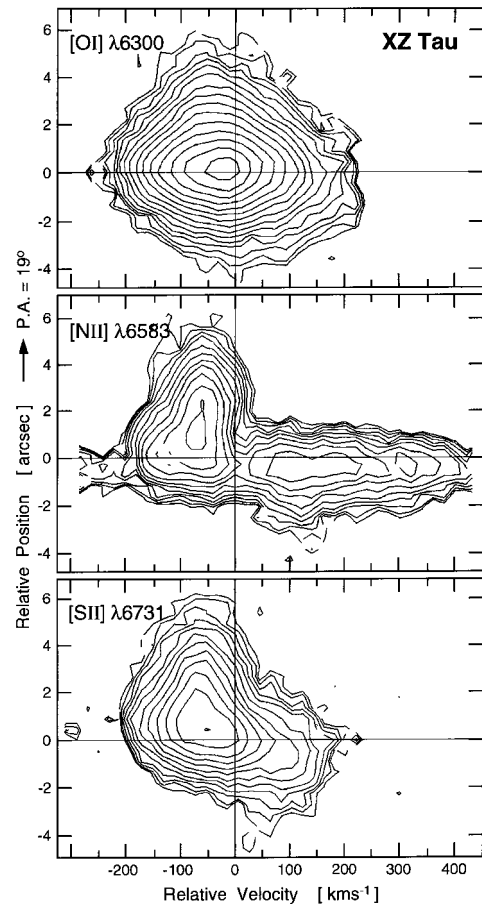 [OI] λ6300
XZ Tau
6
4
2
0
-2
-4
[NII] λ6583
6
4
2
0
-2
-4
[SII] λ6731
6
4
2
0
-2
-4
Relative Position [arcsec] → P.A. = 19°
-200 -100 0 100 200 300 400
Relative Velocity [kms⁻¹]